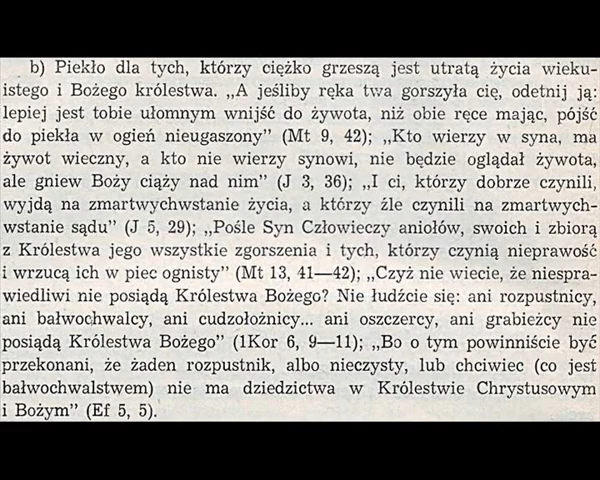 b) Piekło dla tych, którzy ciężko grzeszą jest utratą życia wieku-
istego i Bożego królestwa. „A jeśliby ręka twa gorszyła cię, odetnij ją:
lepiej jest tobie ułomnym wnijść do żywota, niż obie ręce mając, pójść
do piekła w ogień nieugaszony” (Mt 9, 42); „Kto wierzy w syna, ma
żywot wieczny, a kto nie wierzy synowi, nie będzie oglądał żywota,
ale gniew Boży ciąży nad nim” (J 3, 36); „I ci, którzy dobrze czynili,
wyjdą na zmartwychwstanie życia, a którzy źle czynili na zmartwych-
wstanie sądu” (J 5, 29); „Pośle Syn Człowieczy aniołów, swoich i zbiorą
z Królestwa jego wszystkie zgorszenia i tych, którzy czynią nieprawość
i wrzucą ich w piec ognisty” (Mt 13, 41—42); „Czyż nie wiecie, że niespra-
wiedliwi nie posiądą Królestwa Bożego? Nie łudźcie się: ani rozpustnicy,
ani bałwochwalcy, ani cudzołożnicy... ani oszczercy, ani grabieżcy nie
posiądą Królestwa Bożego” (1Kor 6, 9—11); „Bo o tym powinniście być
przekonani, że żaden rozpustnik, albo nieczysty, lub chciwiec (co jest
bałwochwalstwem) nie ma dziedzictwa w Królestwie Chrystusowym
i Bożym” (Ef 5, 5).